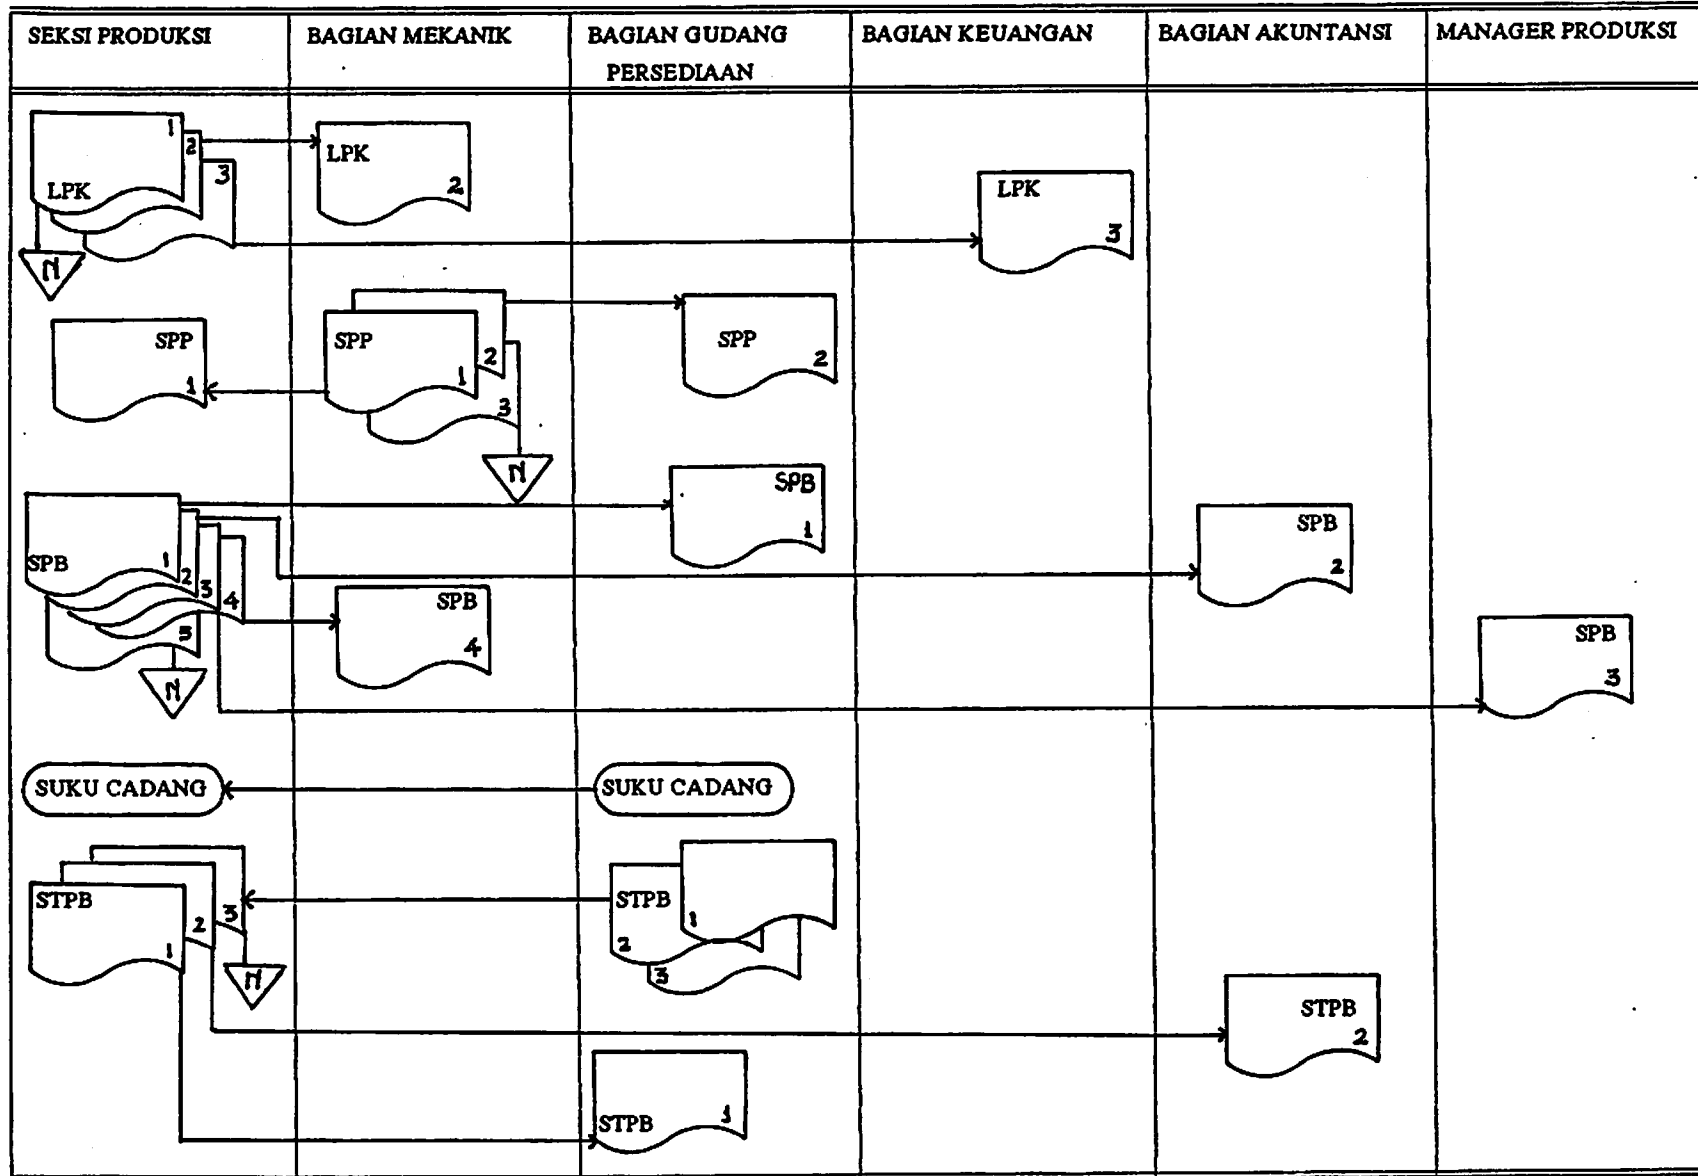 SEKSI PRODUKSI
BAGIAN MEKANIK
BAGIAN GUDANG
PERSEDIAAN
BAGIAN KEUANGAN
BAGIAN AKUNTANSI
MANAGER PRODUKSI
1
2
3
LPK
N
LPK
2
LPK
3
SPP
1
SPP
1
2
3
N
SPP
2
SPB
1
2
3
4
3
N
SPB
1
SPB
2
SPB
4
SPB
3
SUKU CADANG
SUKU CADANG
STPB
1
2
3
N
STPB
1
2
3
STPB
2
STPB
1